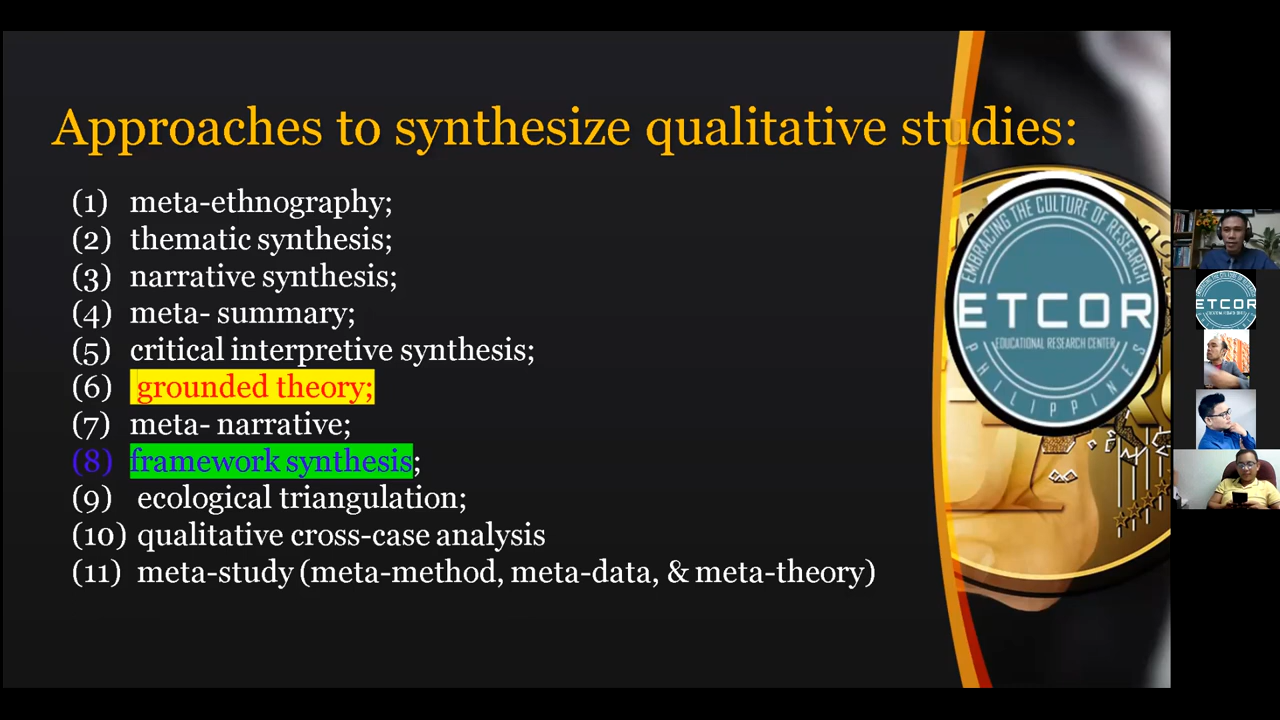 Approaches to synthesize qualitative studies:
(1) meta-ethnography;
(2) thematic synthesis;
(3) narrative synthesis;
(4) meta- summary;
(5) critical interpretive synthesis;
(6) grounded theory;
(7) meta- narrative;
(8) framework synthesis;
(9) ecological triangulation;
(10) qualitative cross-case analysis
(11) meta-study (meta-method, meta-data, & meta-theory)
EMBRACING THE CULTURE OF RESEARCH
ETCOR
EDUCATIONAL RESEARCH CENTER
PHILIPPINES
ETCOR